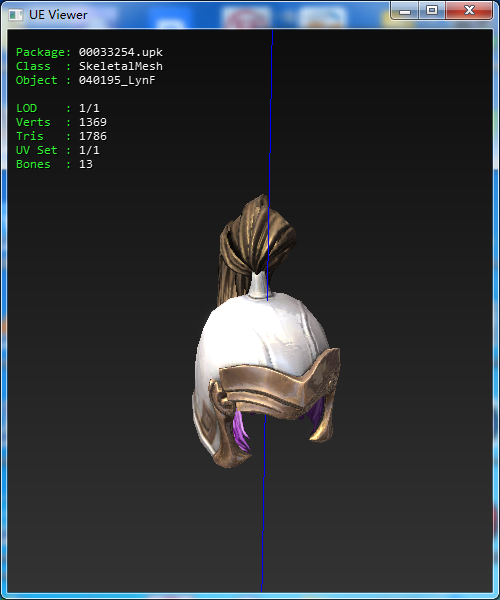 UE Viewer
Package: 00033254.upk
Class : SkeletalMesh
Object : 040195_LynF
LOD : 1/1
Verts : 1369
Tris : 1786
UV Set : 1/1
Bones : 13